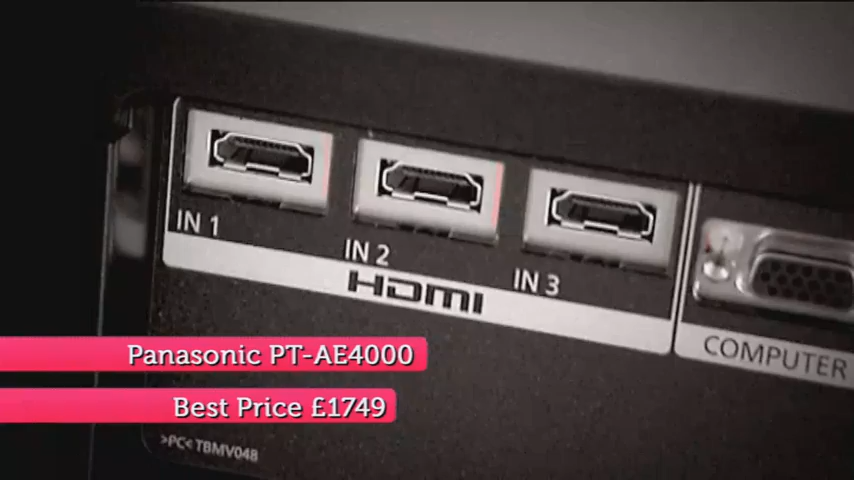 IN 1
IN 2
IN 3
HDMI
COMPUTER
Panasonic PT-AE4000
Best Price £1749
>PC< TBMV048